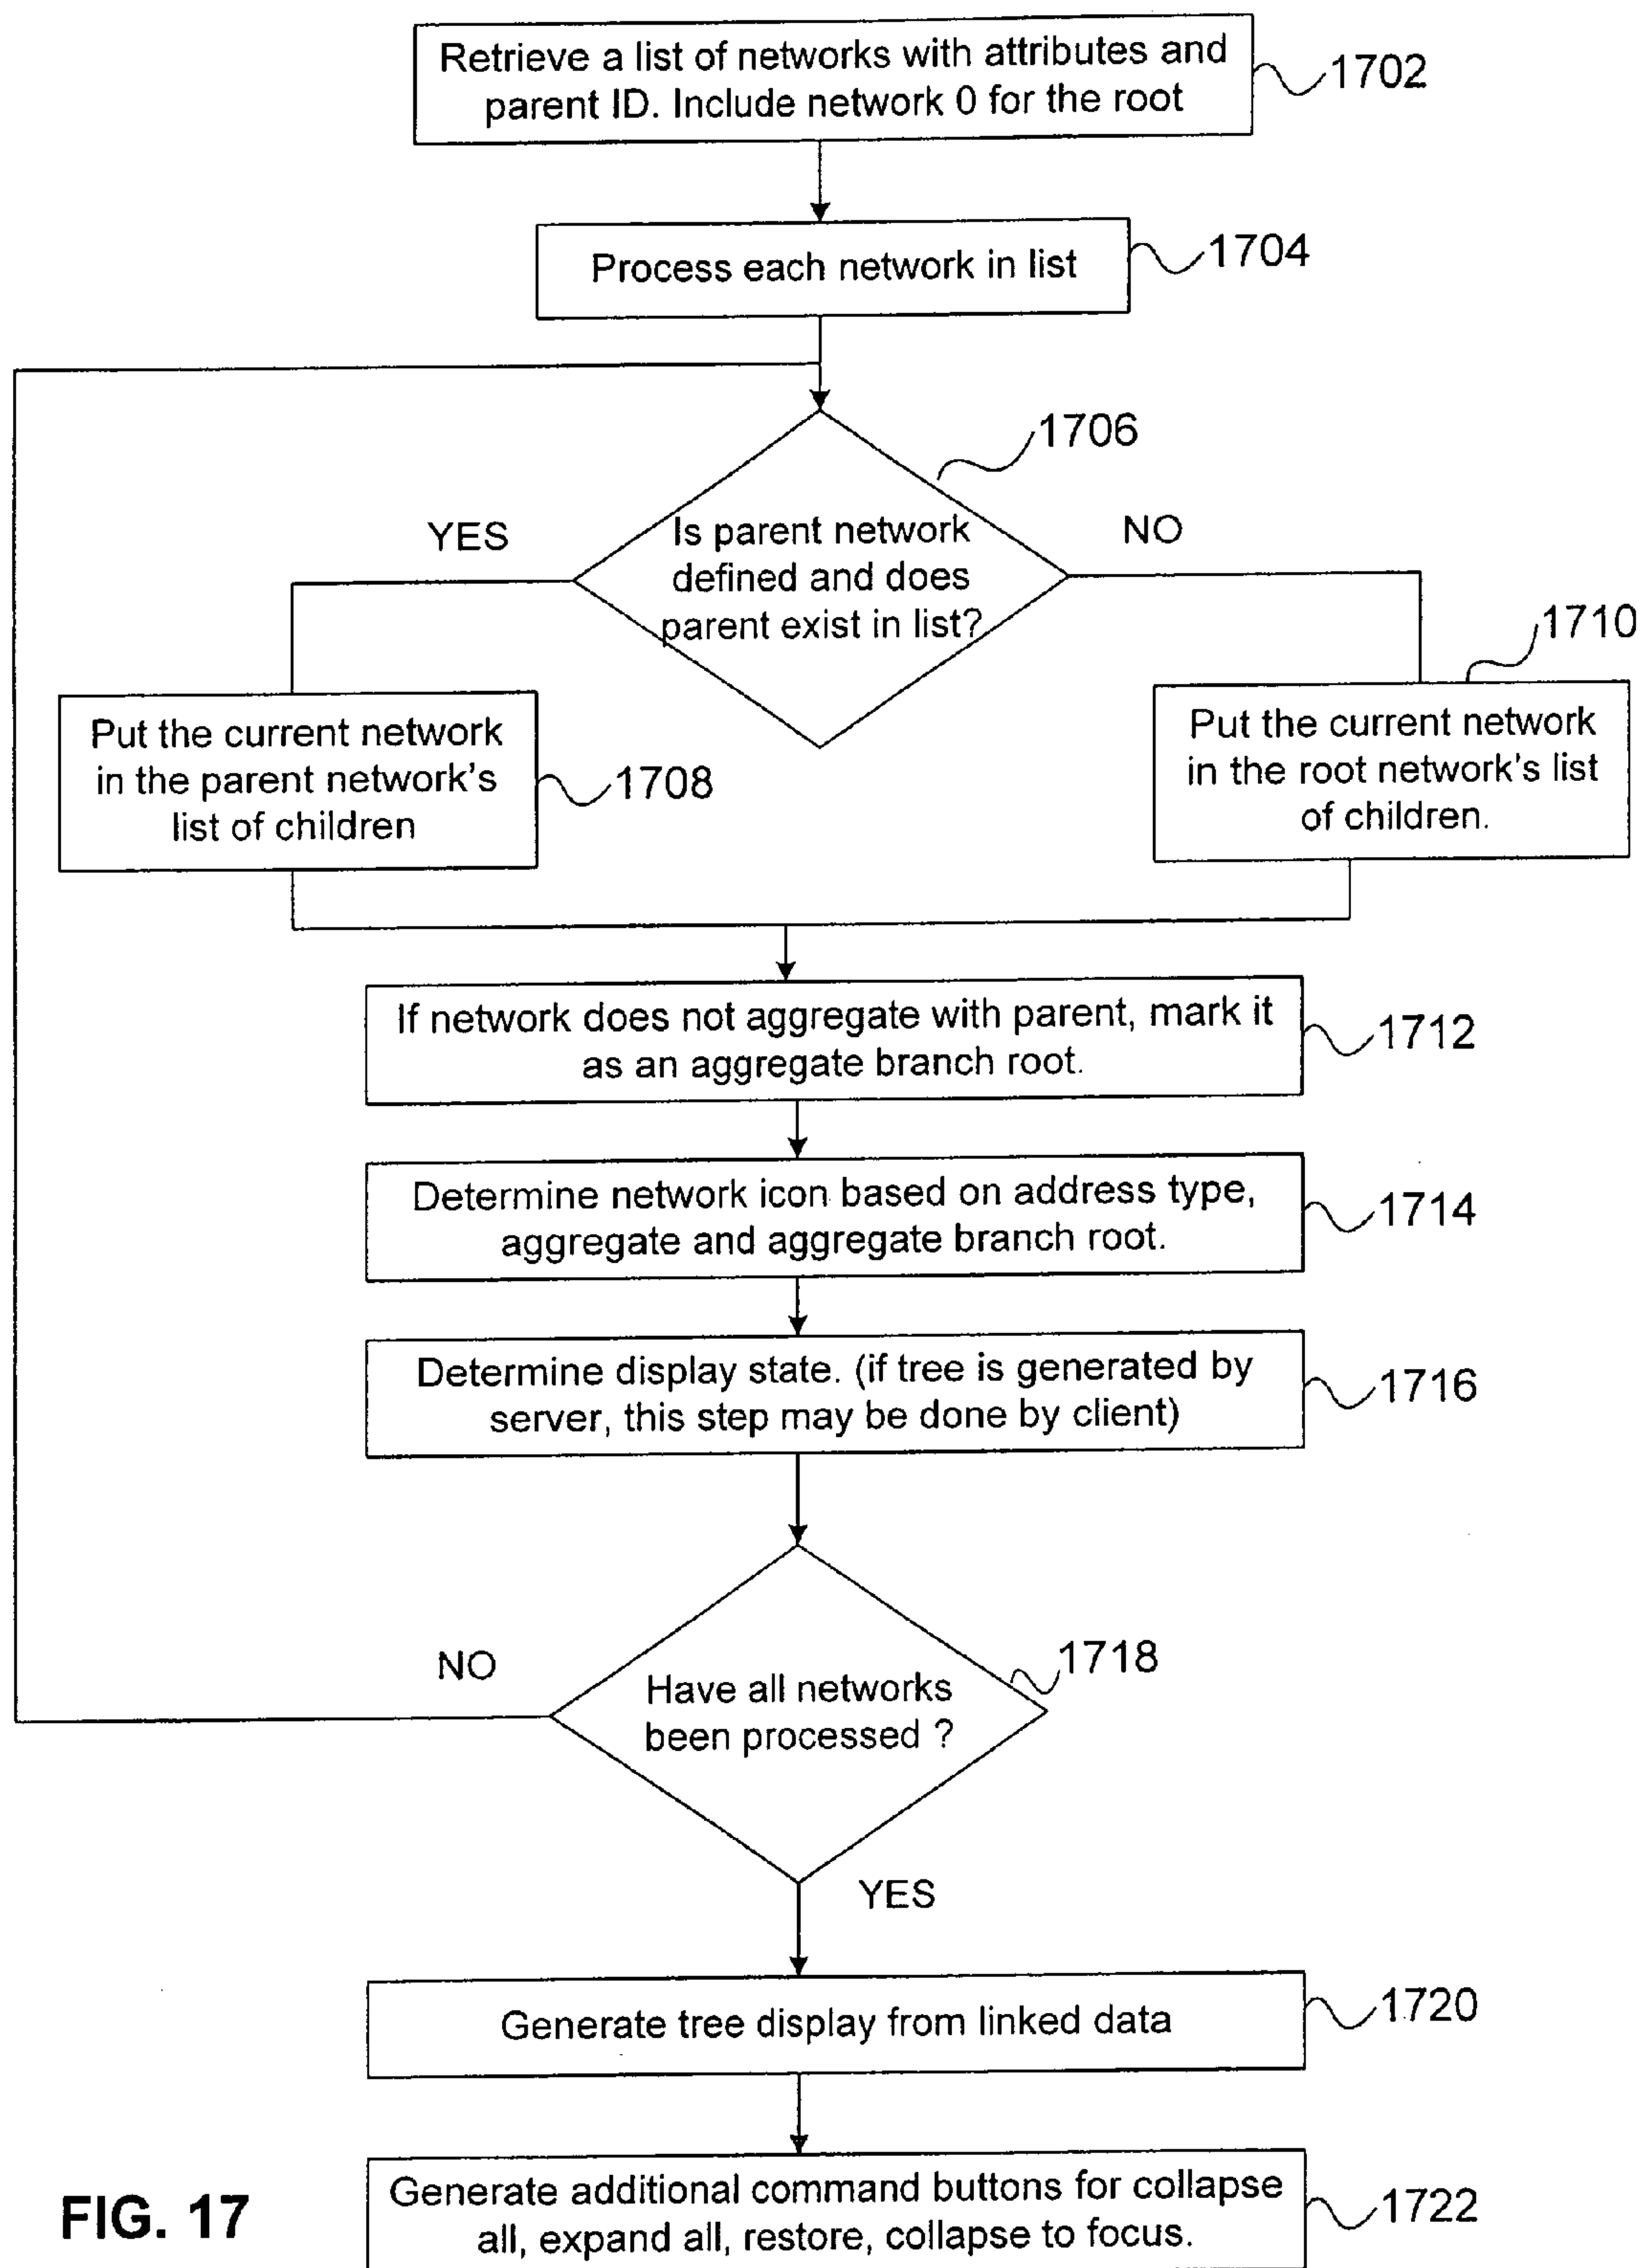 Retrieve a list of networks with attributes and
parent ID. Include network 0 for the root
1702
Process each network in list
1704
1706
YES
NO
Is parent network
defined and does
parent exist in list?
1710
Put the current network
in the parent network's
list of children
1708
Put the current network
in the root network's list
of children.
If network does not aggregate with parent, mark it
as an aggregate branch root.
1712
Determine network icon based on address type,
aggregate and aggregate branch root.
1714
Determine display state. (if tree is generated by
server, this step may be done by client)
1716
NO
1718
Have all networks
been processed ?
YES
Generate tree display from linked data
1720
Generate additional command buttons for collapse
all, expand all, restore, collapse to focus.
1722
FIG. 17